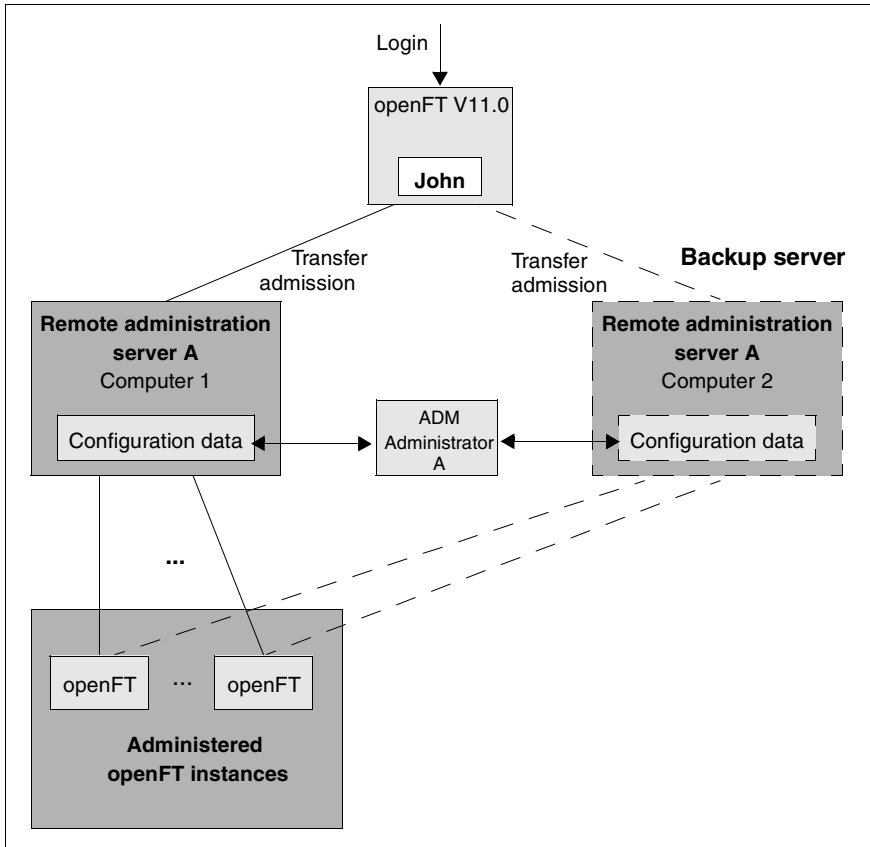 Login
openFT V11.0
John
Transfer
admission
Transfer
admission
Backup server
Remote administration
server A
Computer 1
Configuration data
ADM
Administrator
A
Remote administration
server A
Computer 2
Configuration data
...
openFT
...
openFT
Administered
openFT instances